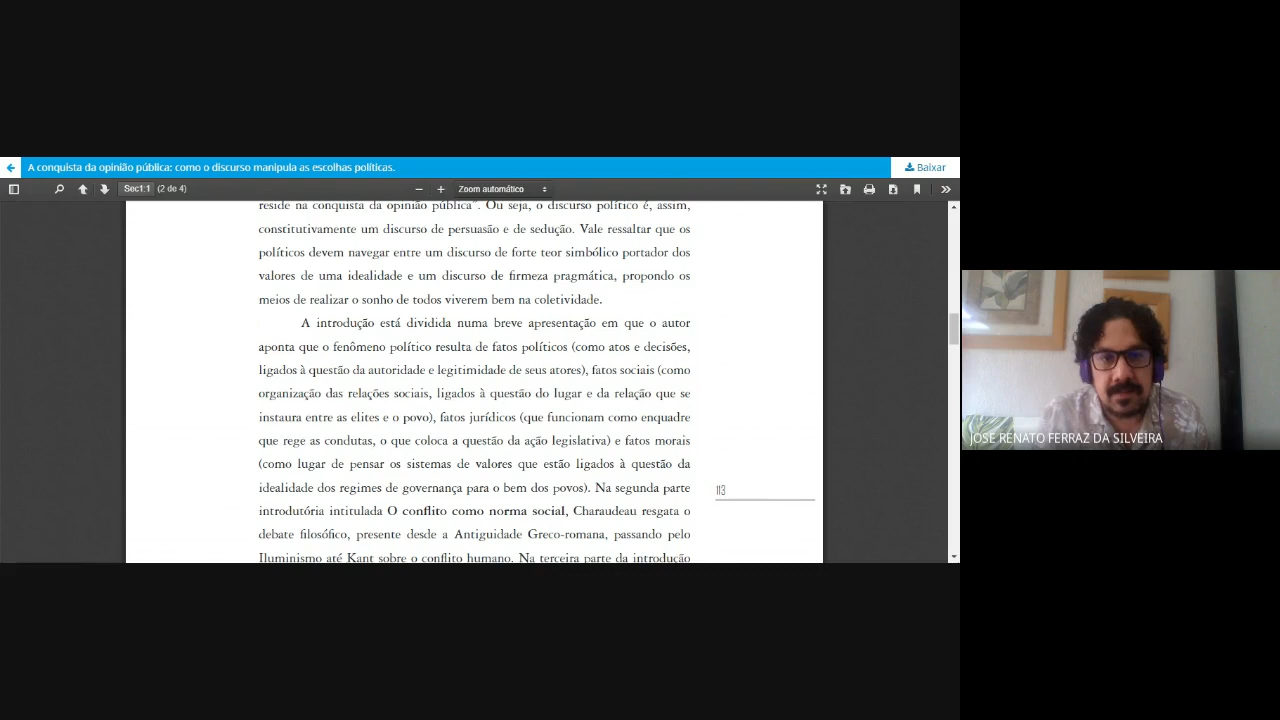 A conquista da opinião pública: como o discurso manipula as escolhas políticas.
Baixar
Sec1:1 (2 de 4)
Zoom automático
reside na conquista da opinião pública”. Ou seja, o discurso político é, assim,
constitutivamente um discurso de persuasão e de sedução. Vale ressaltar que os
políticos devem navegar entre um discurso de forte teor simbólico portador dos
valores de uma idealidade e um discurso de firmeza pragmática, propondo os
meios de realizar o sonho de todos viverem bem na coletividade.
A introdução está dividida numa breve apresentação em que o autor
aponta que o fenômeno político resulta de fatos políticos (como atos e decisões,
ligados à questão da autoridade e legitimidade de seus atores), fatos sociais (como
organização das relações sociais, ligados à questão do lugar e da relação que se
instaura entre as elites e o povo), fatos jurídicos (que funcionam como enquadre
que rege as condutas, o que coloca a questão da ação legislativa) e fatos morais
(como lugar de pensar os sistemas de valores que estão ligados à questão da
idealidade dos regimes de governança para o bem dos povos). Na segunda parte
introdutória intitulada O conflito como norma social, Charaudeau resgata o
debate filosófico, presente desde a Antiguidade Greco-romana, passando pelo
Iluminismo até Kant sobre o conflito humano. Na terceira parte da introdução
113
JOSE RENATO FERRAZ DA SILVEIRA